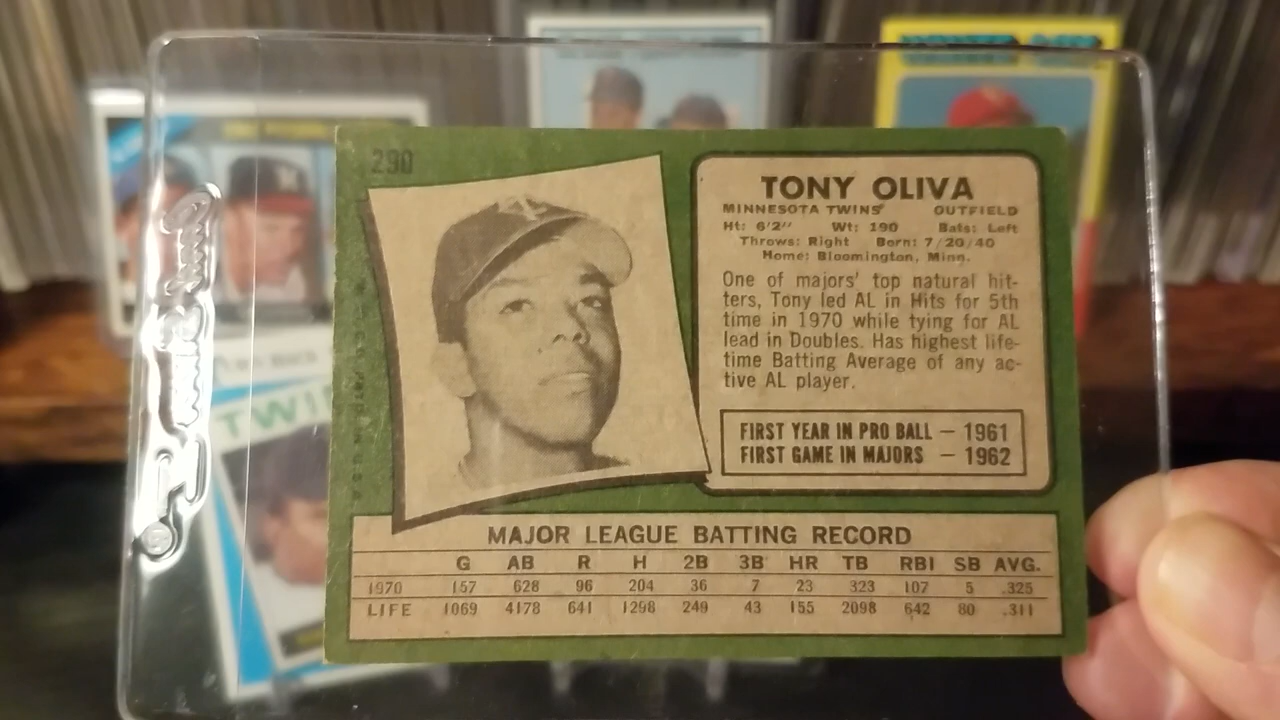 290
TONY OLIVA
MINNESOTA TWINS OUTFIELD
Ht: 6'2" Wt: 190 Bats: Left
Throws: Right Born: 7/20/40
Home: Bloomington, Minn.
One of majors' top natural hit-
ters, Tony led AL in Hits for 5th
time in 1970 while tying for AL
lead in Doubles. Has highest life-
time Batting Average of any ac-
tive AL player.
FIRST YEAR IN PRO BALL — 1961
FIRST GAME IN MAJORS — 1962
MAJOR LEAGUE BATTING RECORD
G AB R H 2B 3B HR TB RBI SB AVG.
1970 157 628 96 204 36 7 23 323 107 5 .325
LIFE 1069 4178 641 1298 249 43 155 2098 642 80 .311
TWI